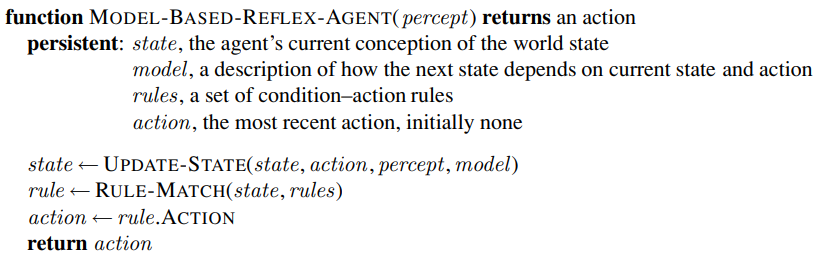 function MODEL-BASED-REFLEX-AGENT(percept) returns an action
persistent: state, the agent's current conception of the world state
model, a description of how the next state depends on current state and action
rules, a set of condition–action rules
action, the most recent action, initially none
state ← UPDATE-STATE(state, action, percept, model)
rule ← RULE-MATCH(state, rules)
action ← rule.ACTION
return action